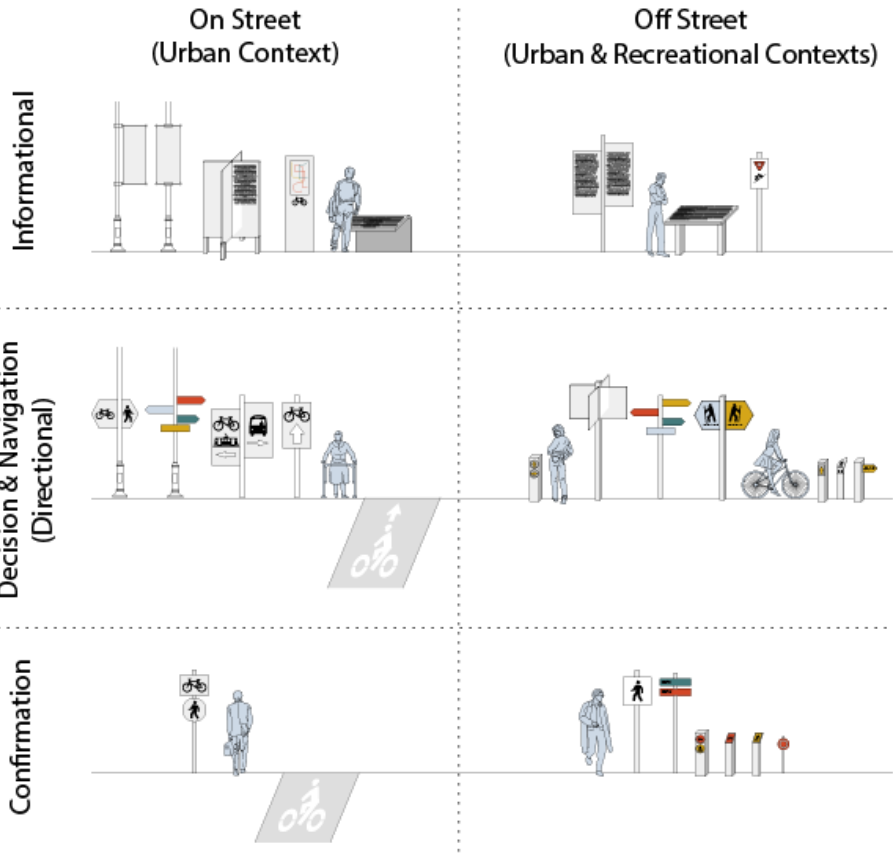 On Street
(Urban Context)
Off Street
(Urban & Recreational Contexts)
Informational
Decision & Navigation
(Directional)
Confirmation